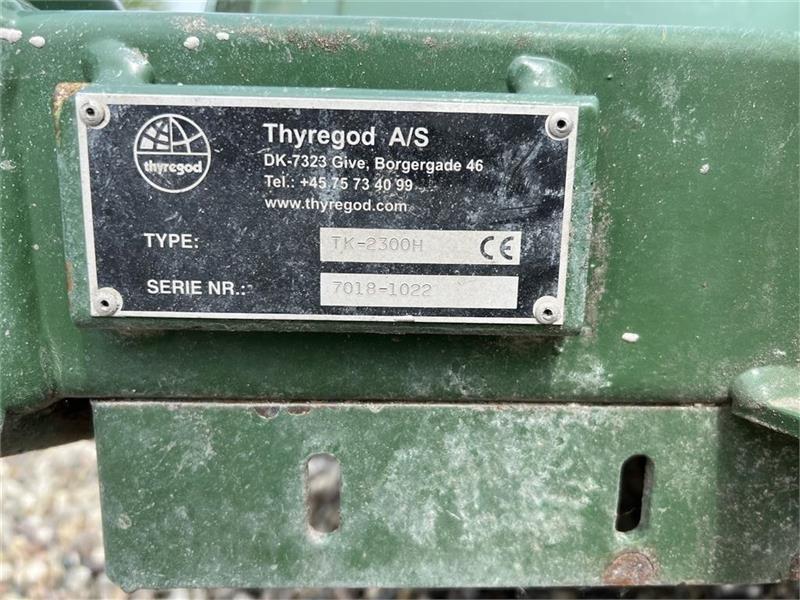 thyregod
Thyregod A/S
DK-7323 Give, Borgergade 46
Tel.: +45 75 73 40 99
www.thyregod.com
TYPE: TK-2300H CE
SERIE NR.: 7018-1022